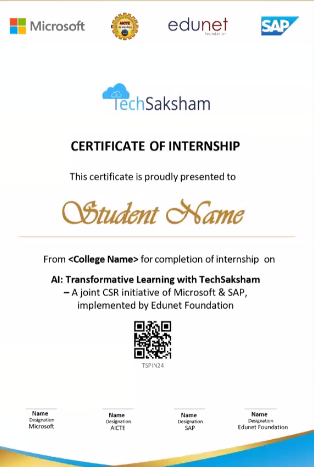 Microsoft
AICTE
edunet
foundation
SAP
TechSaksham
CERTIFICATE OF INTERNSHIP
This certificate is proudly presented to
Student Name
From <College Name> for completion of internship on
AI: Transformative Learning with TechSaksham
– A joint CSR initiative of Microsoft & SAP,
implemented by Edunet Foundation
TSPIN24
Name Name Name Name
Designation Designation Designation Designation
Microsoft AICTE SAP Edunet Foundation